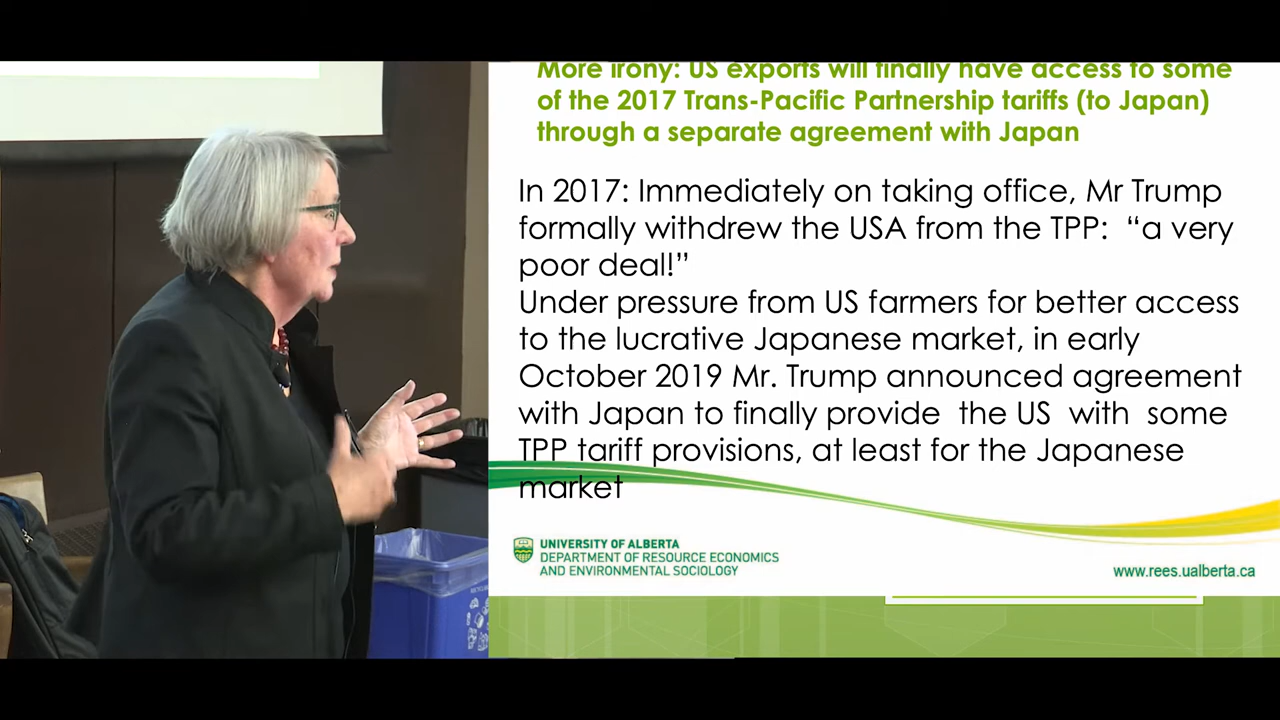 More irony: US exports will finally have access to some
of the 2017 Trans-Pacific Partnership tariffs (to Japan)
through a separate agreement with Japan
In 2017: Immediately on taking office, Mr Trump
formally withdrew the USA from the TPP:  “a very
poor deal!”
Under pressure from US farmers for better access
to the lucrative Japanese market, in early
October 2019 Mr. Trump announced agreement
with Japan to finally provide  the US  with  some
TPP tariff provisions, at least for the Japanese
market
UNIVERSITY OF ALBERTA
DEPARTMENT OF RESOURCE ECONOMICS
AND ENVIRONMENTAL SOCIOLOGY
www.rees.ualberta.ca